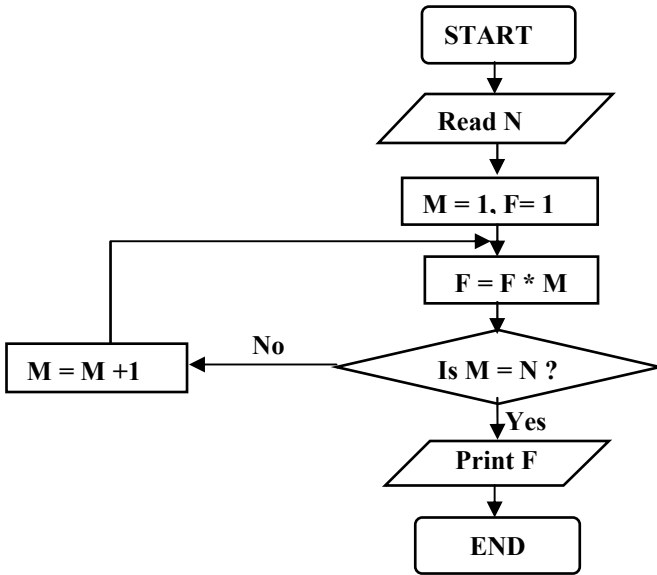 START
Read N
M = 1, F= 1
F = F * M
No
M = M +1
Is M = N ?
Yes
Print F
END